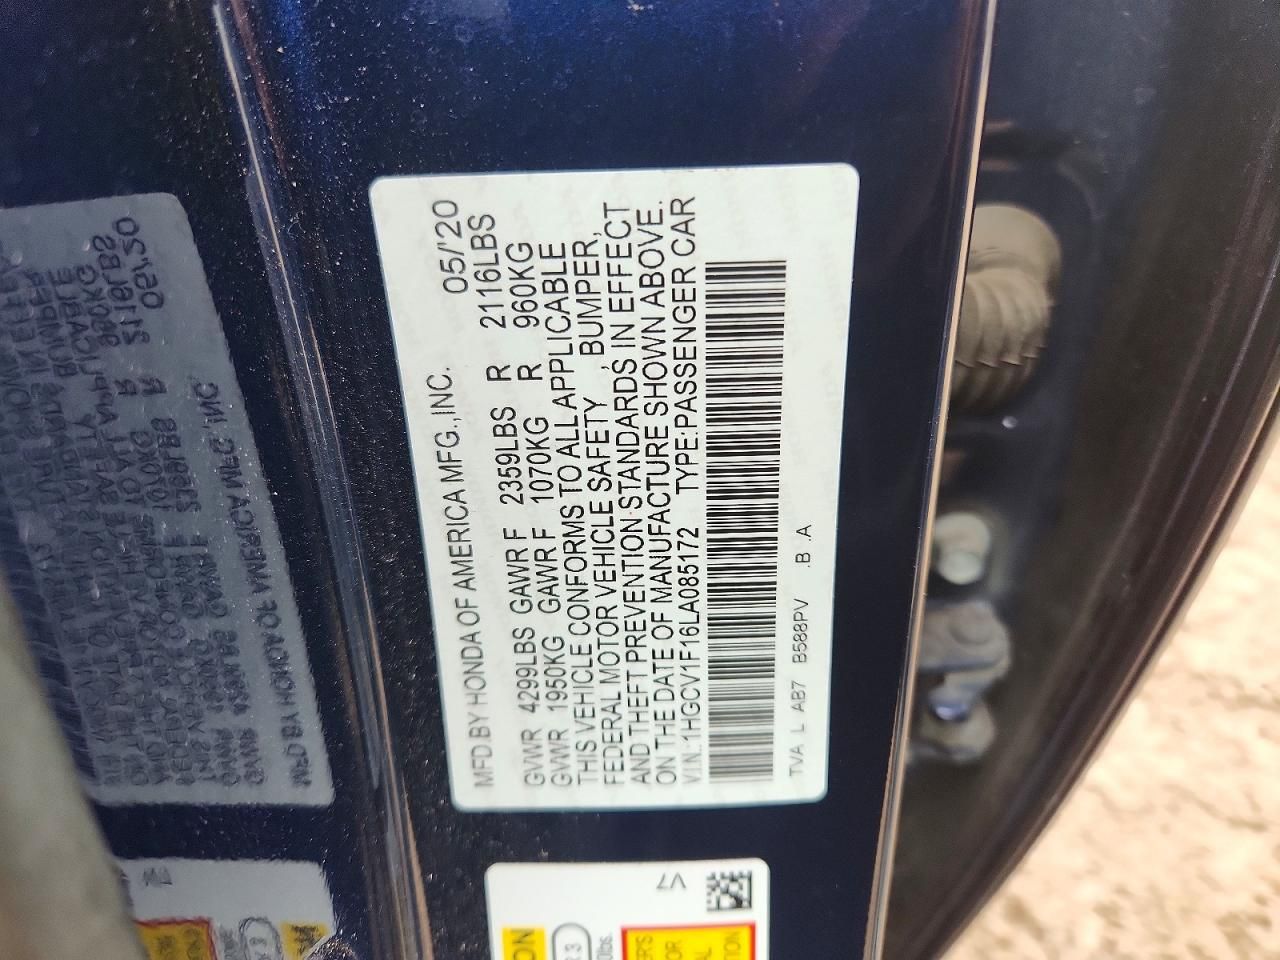 MFD.BY HONDA OF AMERICA MFG.,INC. 05/'20
GVWR 4299LBS GAWR F 2359LBS R 2116LBS
GVWR 1950KG GAWR F 1070KG R 960KG
THIS VEHICLE CONFORMS TO ALL APPLICABLE
FEDERAL MOTOR VEHICLE SAFETY , BUMPER,
AND THEFT PREVENTION STANDARDS, IN EFFECT
ON THE DATE OF MANUFACTURE SHOWN ABOVE.
V.I.N.:1HGCV1F16LA085172 TYPE:PASSENGER CAR
TVA L AB7 B588PV .B .A
V7